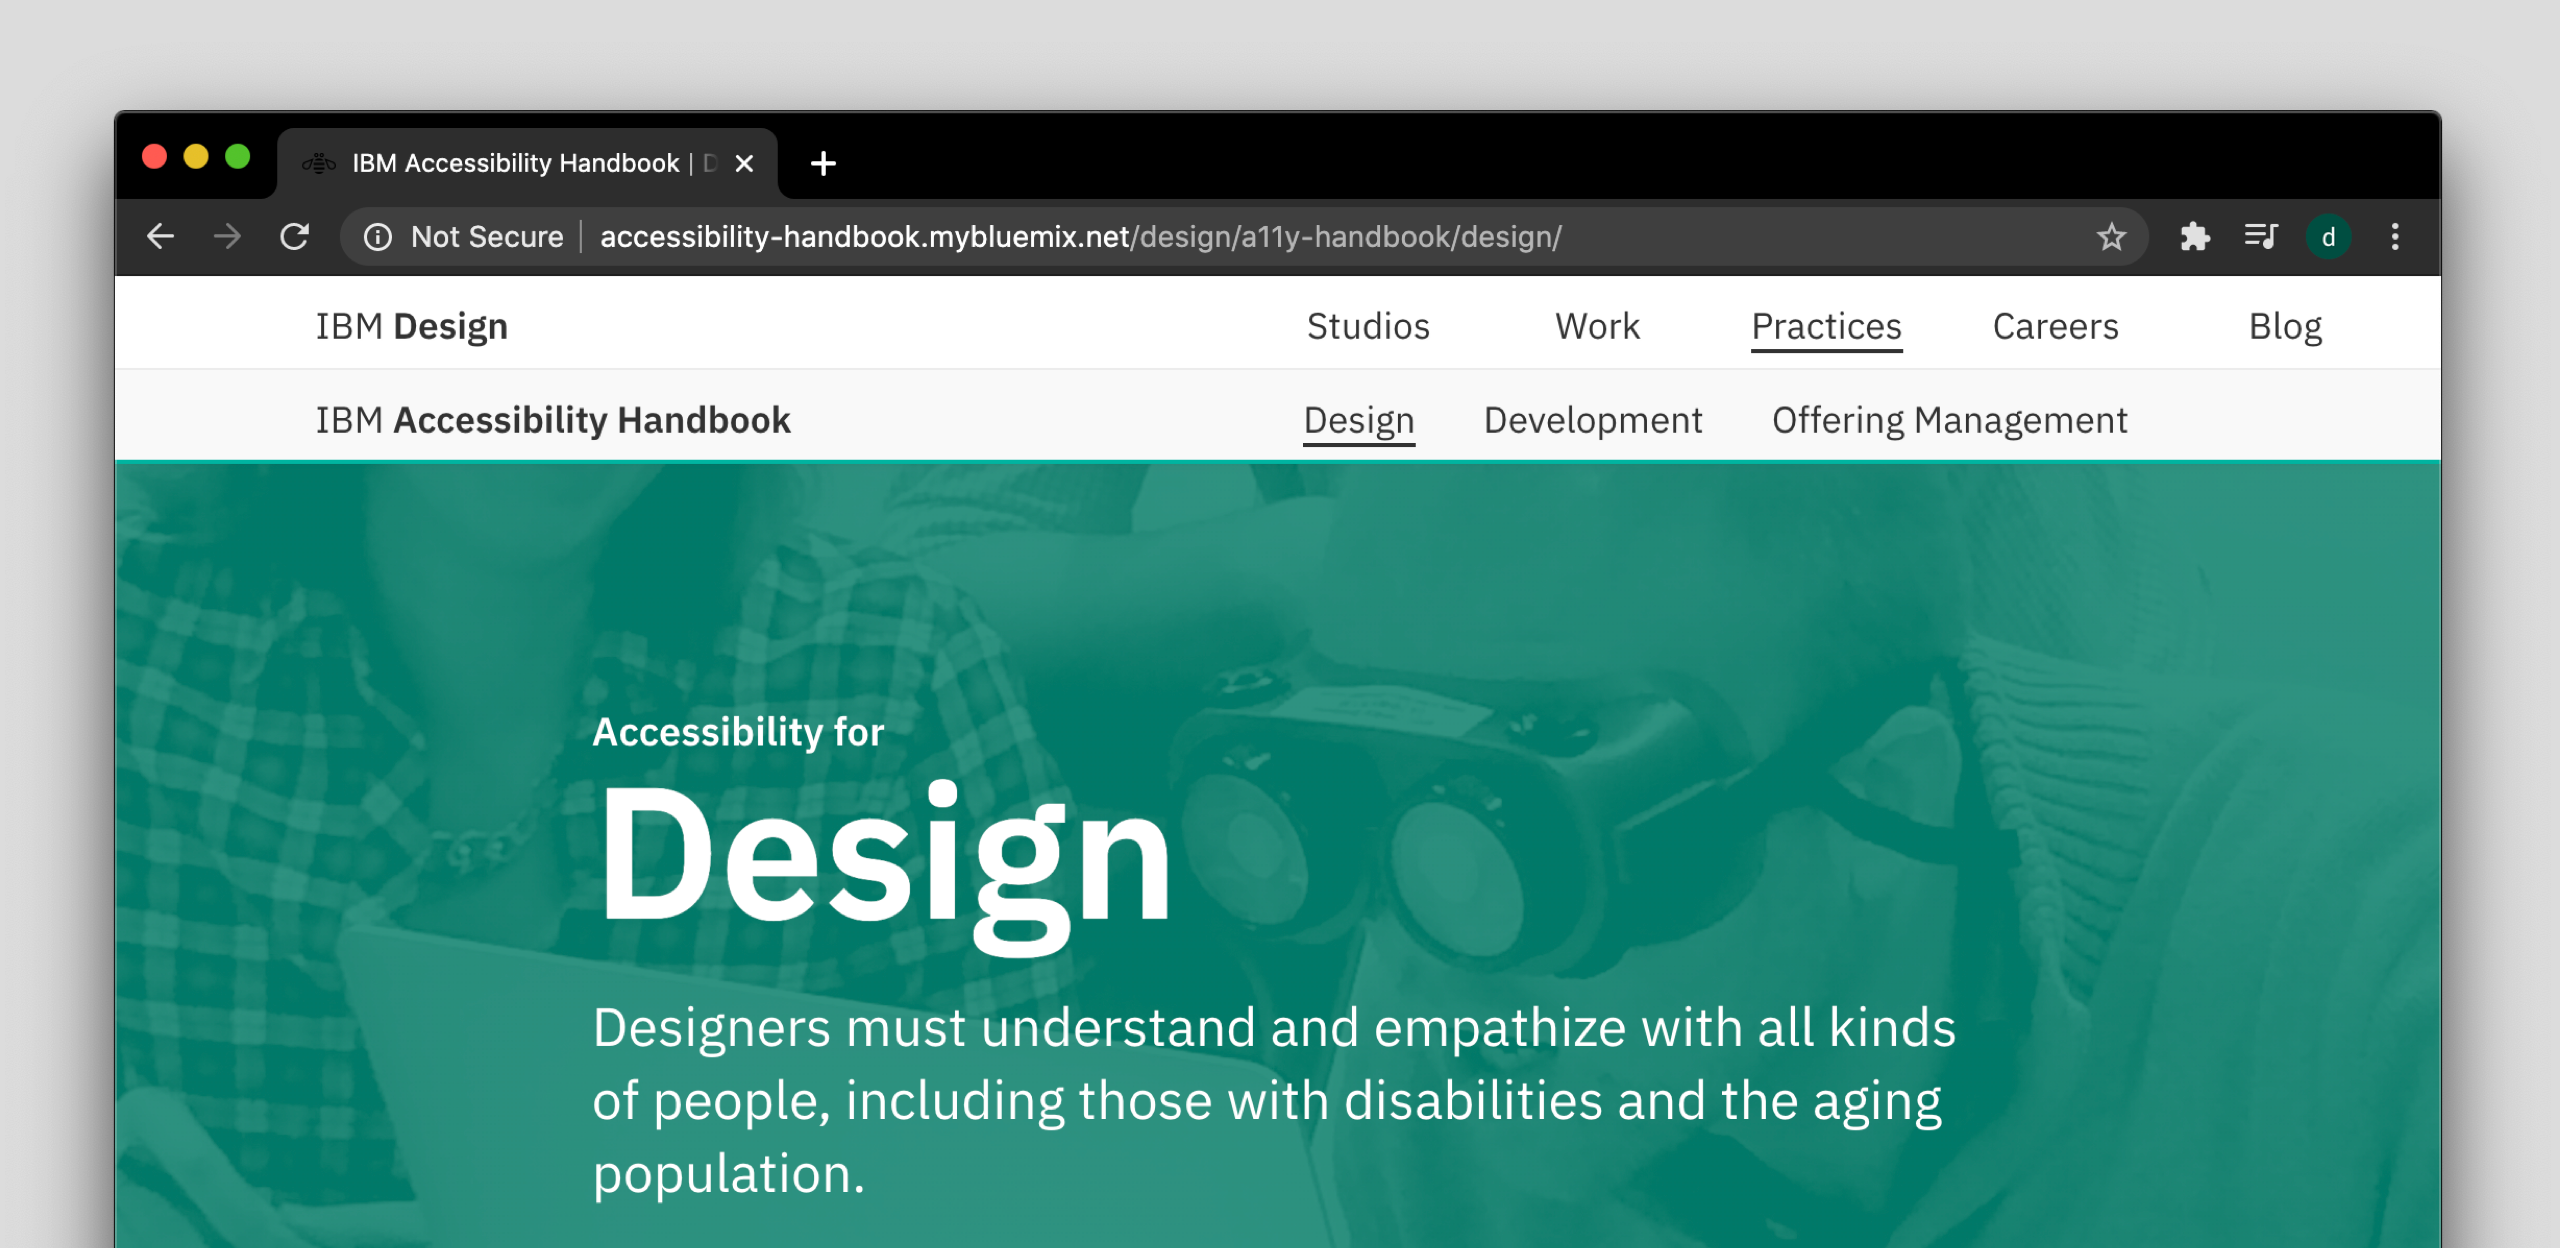 IBM Accessibility Handbook |
Not Secure | accessibility-handbook.mybluemix.net/design/a11y-handbook/design/
d
IBM Design Studios Work Practices Careers Blog
IBM Accessibility Handbook Design Development Offering Management
Accessibility for
Design
Designers must understand and empathize with all kinds
of people, including those with disabilities and the aging
population.